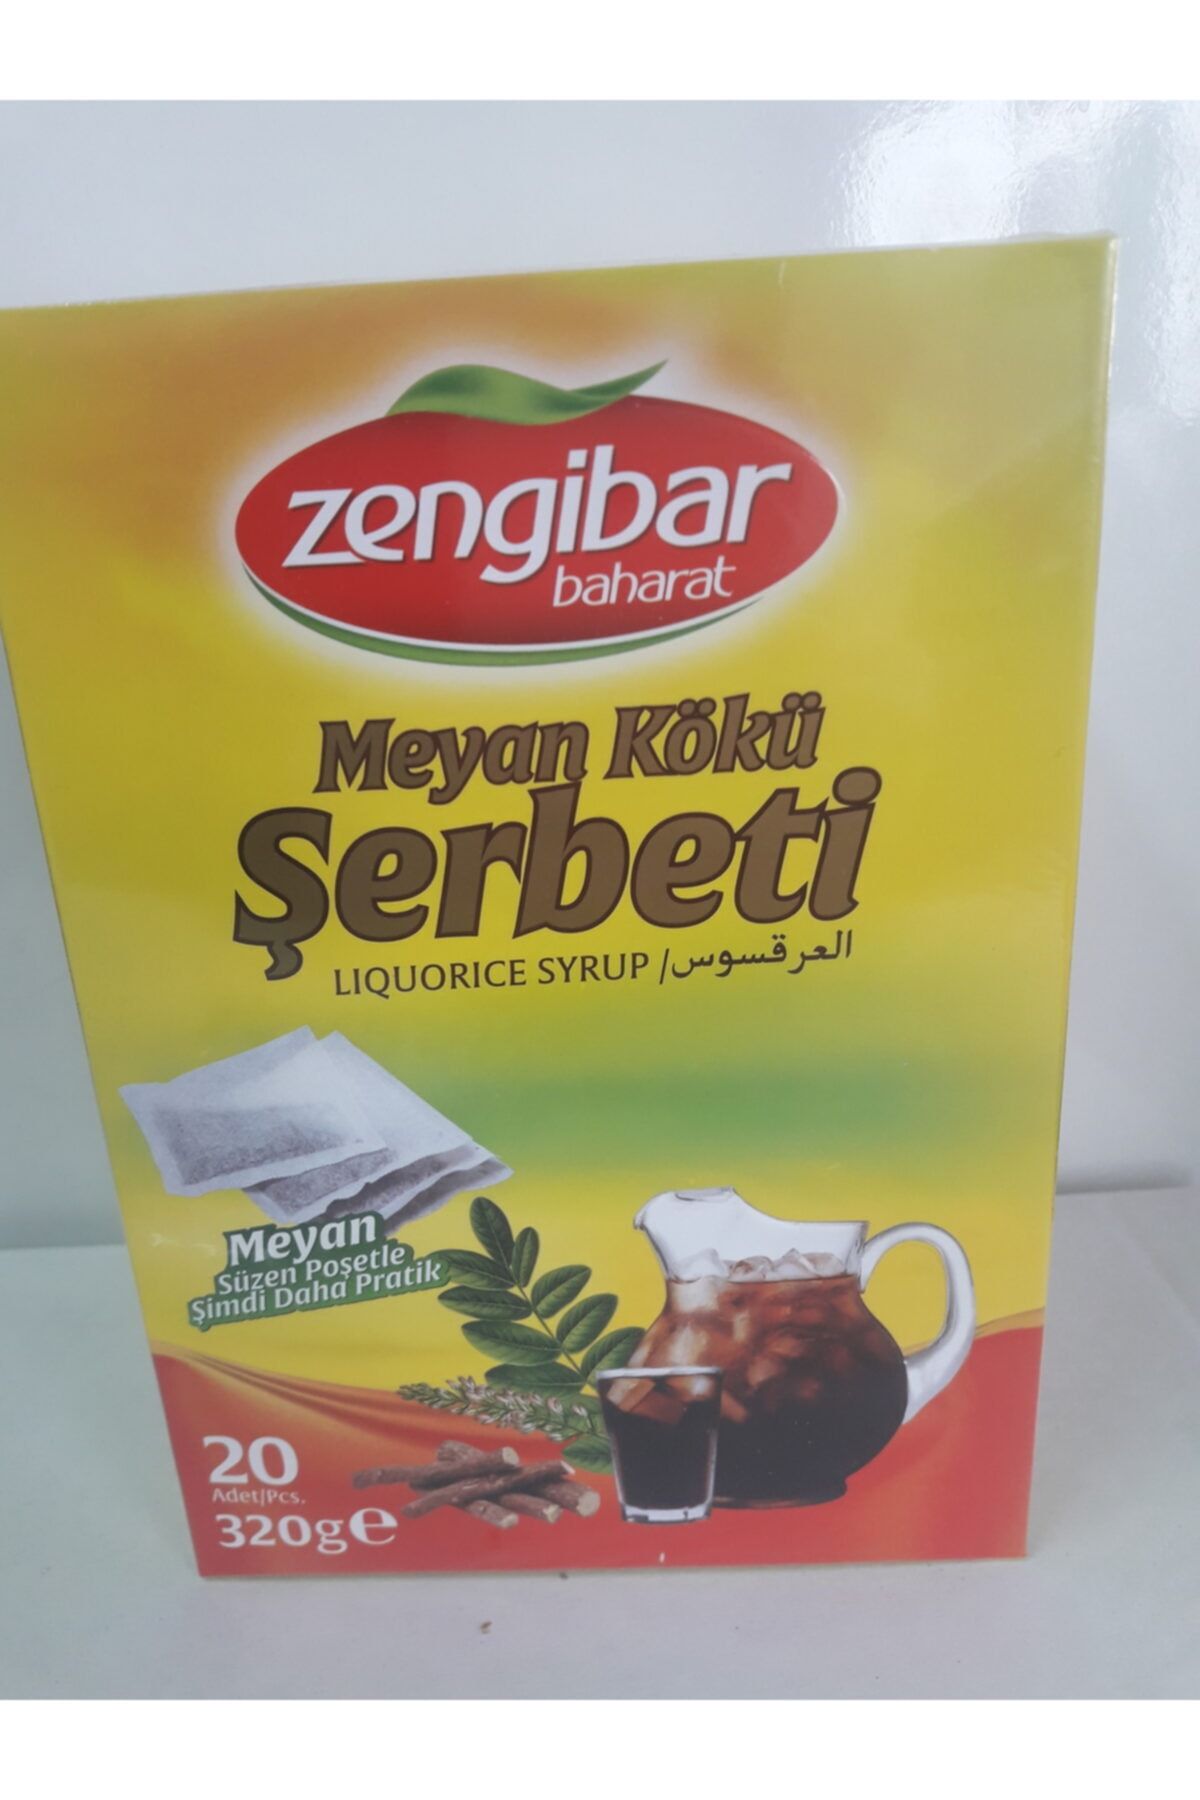 zengibar
baharat
Meyan Kökü
Şerbeti
LIQUORICE SYRUP / العرقسوس
Meyan
Süzen Poşetle
Şimdi Daha Pratik
20
Adet/Pcs.
320g℮